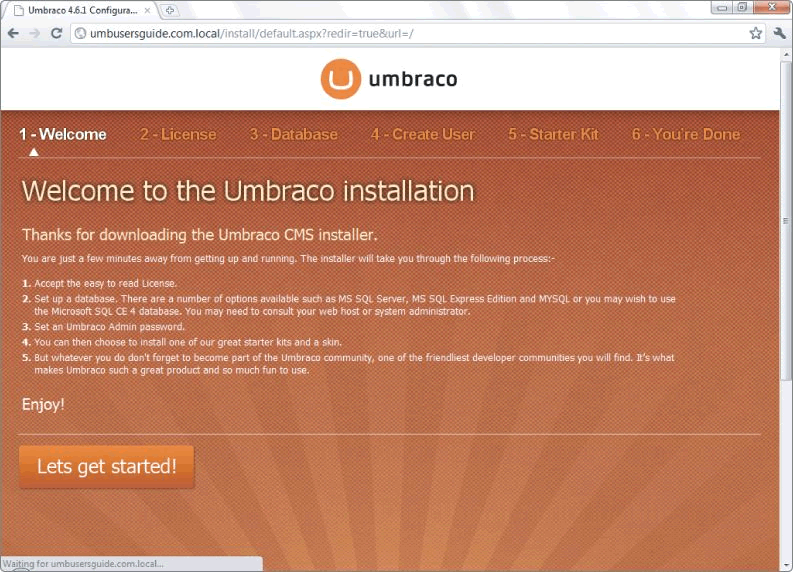 Umbraco 4.6.1 Configura...
umbusersguide.com.local/install/default.aspx?redir=true&url=/
umbraco
1 - Welcome 2 - License 3 - Database 4 - Create User 5 - Starter Kit 6 - You're Done
Welcome to the Umbraco installation
Thanks for downloading the Umbraco CMS installer.
You are just a few minutes away from getting up and running. The installer will take you through the following process:-
1. Accept the easy to read License.
2. Set up a database. There are a number of options available such as MS SQL Server, MS SQL Express Edition and MYSQL or you may wish to use
the Microsoft SQL CE 4 database. You may need to consult your web host or system administrator.
3. Set an Umbraco Admin password.
4. You can then choose to install one of our great starter kits and a skin.
5. But whatever you do don't forget to become part of the Umbraco community, one of the friendliest developer communities you will find. It's what
makes Umbraco such a great product and so much fun to use.
Enjoy!
Lets get started!
Waiting for umbusersguide.com.local...